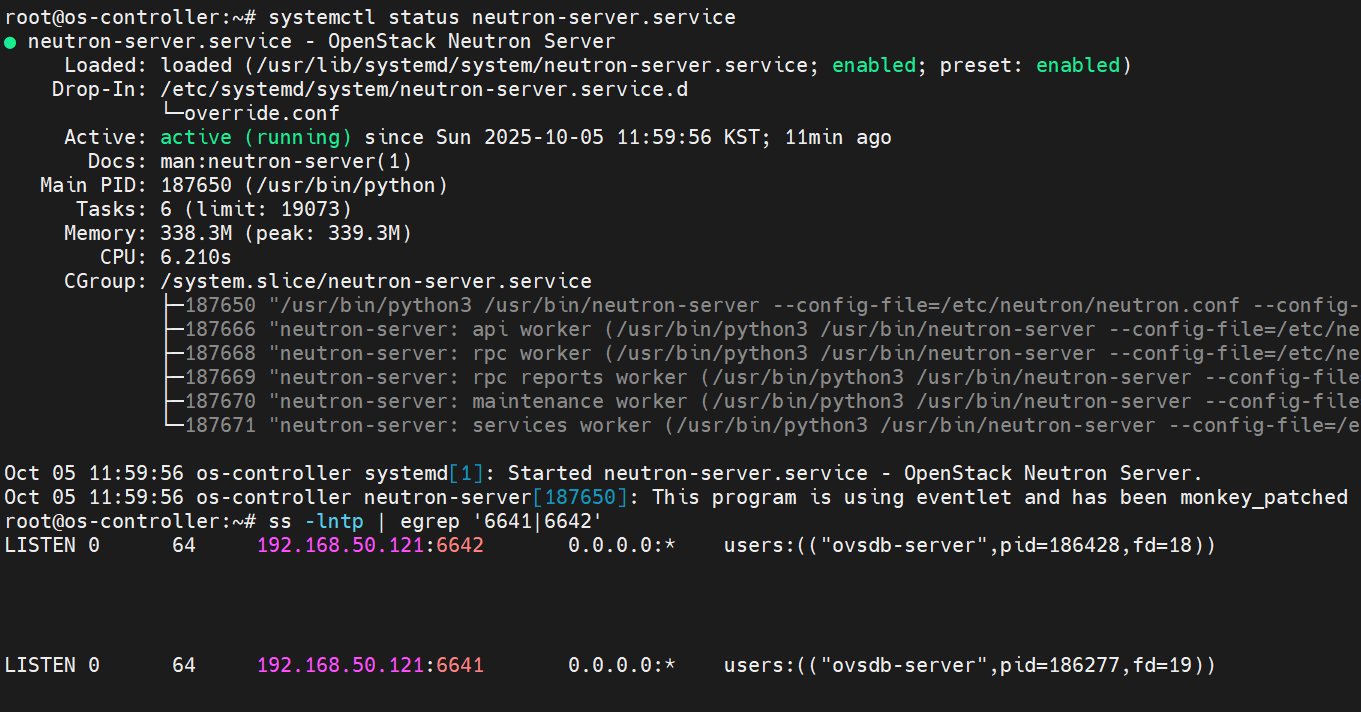 root@os-controller:~# systemctl status neutron-server.service
● neutron-server.service - OpenStack Neutron Server
     Loaded: loaded (/usr/lib/systemd/system/neutron-server.service; enabled; preset: enabled)
    Drop-In: /etc/systemd/system/neutron-server.service.d
             └─override.conf
     Active: active (running) since Sun 2025-10-05 11:59:56 KST; 11min ago
       Docs: man:neutron-server(1)
   Main PID: 187650 (/usr/bin/python)
      Tasks: 6 (limit: 19073)
     Memory: 338.3M (peak: 339.3M)
        CPU: 6.210s
     CGroup: /system.slice/neutron-server.service
             ├─187650 "/usr/bin/python3 /usr/bin/neutron-server --config-file=/etc/neutron/neutron.conf --config-
             ├─187666 "neutron-server: api worker (/usr/bin/python3 /usr/bin/neutron-server --config-file=/etc/ne
             ├─187668 "neutron-server: rpc worker (/usr/bin/python3 /usr/bin/neutron-server --config-file=/etc/ne
             ├─187669 "neutron-server: rpc reports worker (/usr/bin/python3 /usr/bin/neutron-server --config-file
             ├─187670 "neutron-server: maintenance worker (/usr/bin/python3 /usr/bin/neutron-server --config-file
             └─187671 "neutron-server: services worker (/usr/bin/python3 /usr/bin/neutron-server --config-file=/e
Oct 05 11:59:56 os-controller systemd[1]: Started neutron-server.service - OpenStack Neutron Server.
Oct 05 11:59:56 os-controller neutron-server[187650]: This program is using eventlet and has been monkey_patched
root@os-controller:~# ss -lntp | egrep '6641|6642'
LISTEN 0      64     192.168.50.121:6642       0.0.0.0:*    users:(("ovsdb-server",pid=186428,fd=18))
LISTEN 0      64     192.168.50.121:6641       0.0.0.0:*    users:(("ovsdb-server",pid=186277,fd=19))